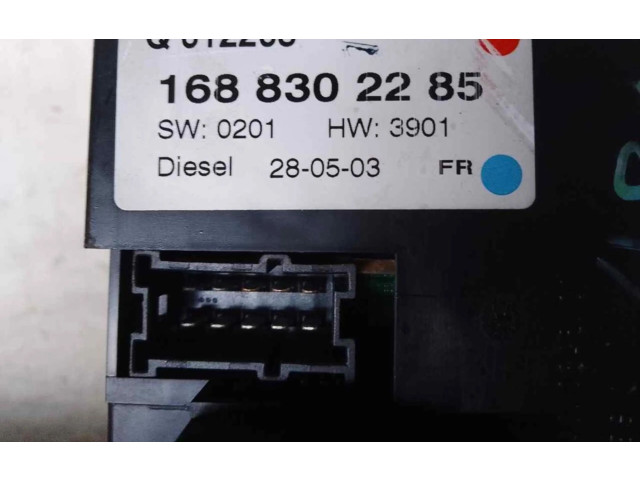 168 830 22 85
SW: 0201 HW: 3901
Diesel 28-05-03 FR